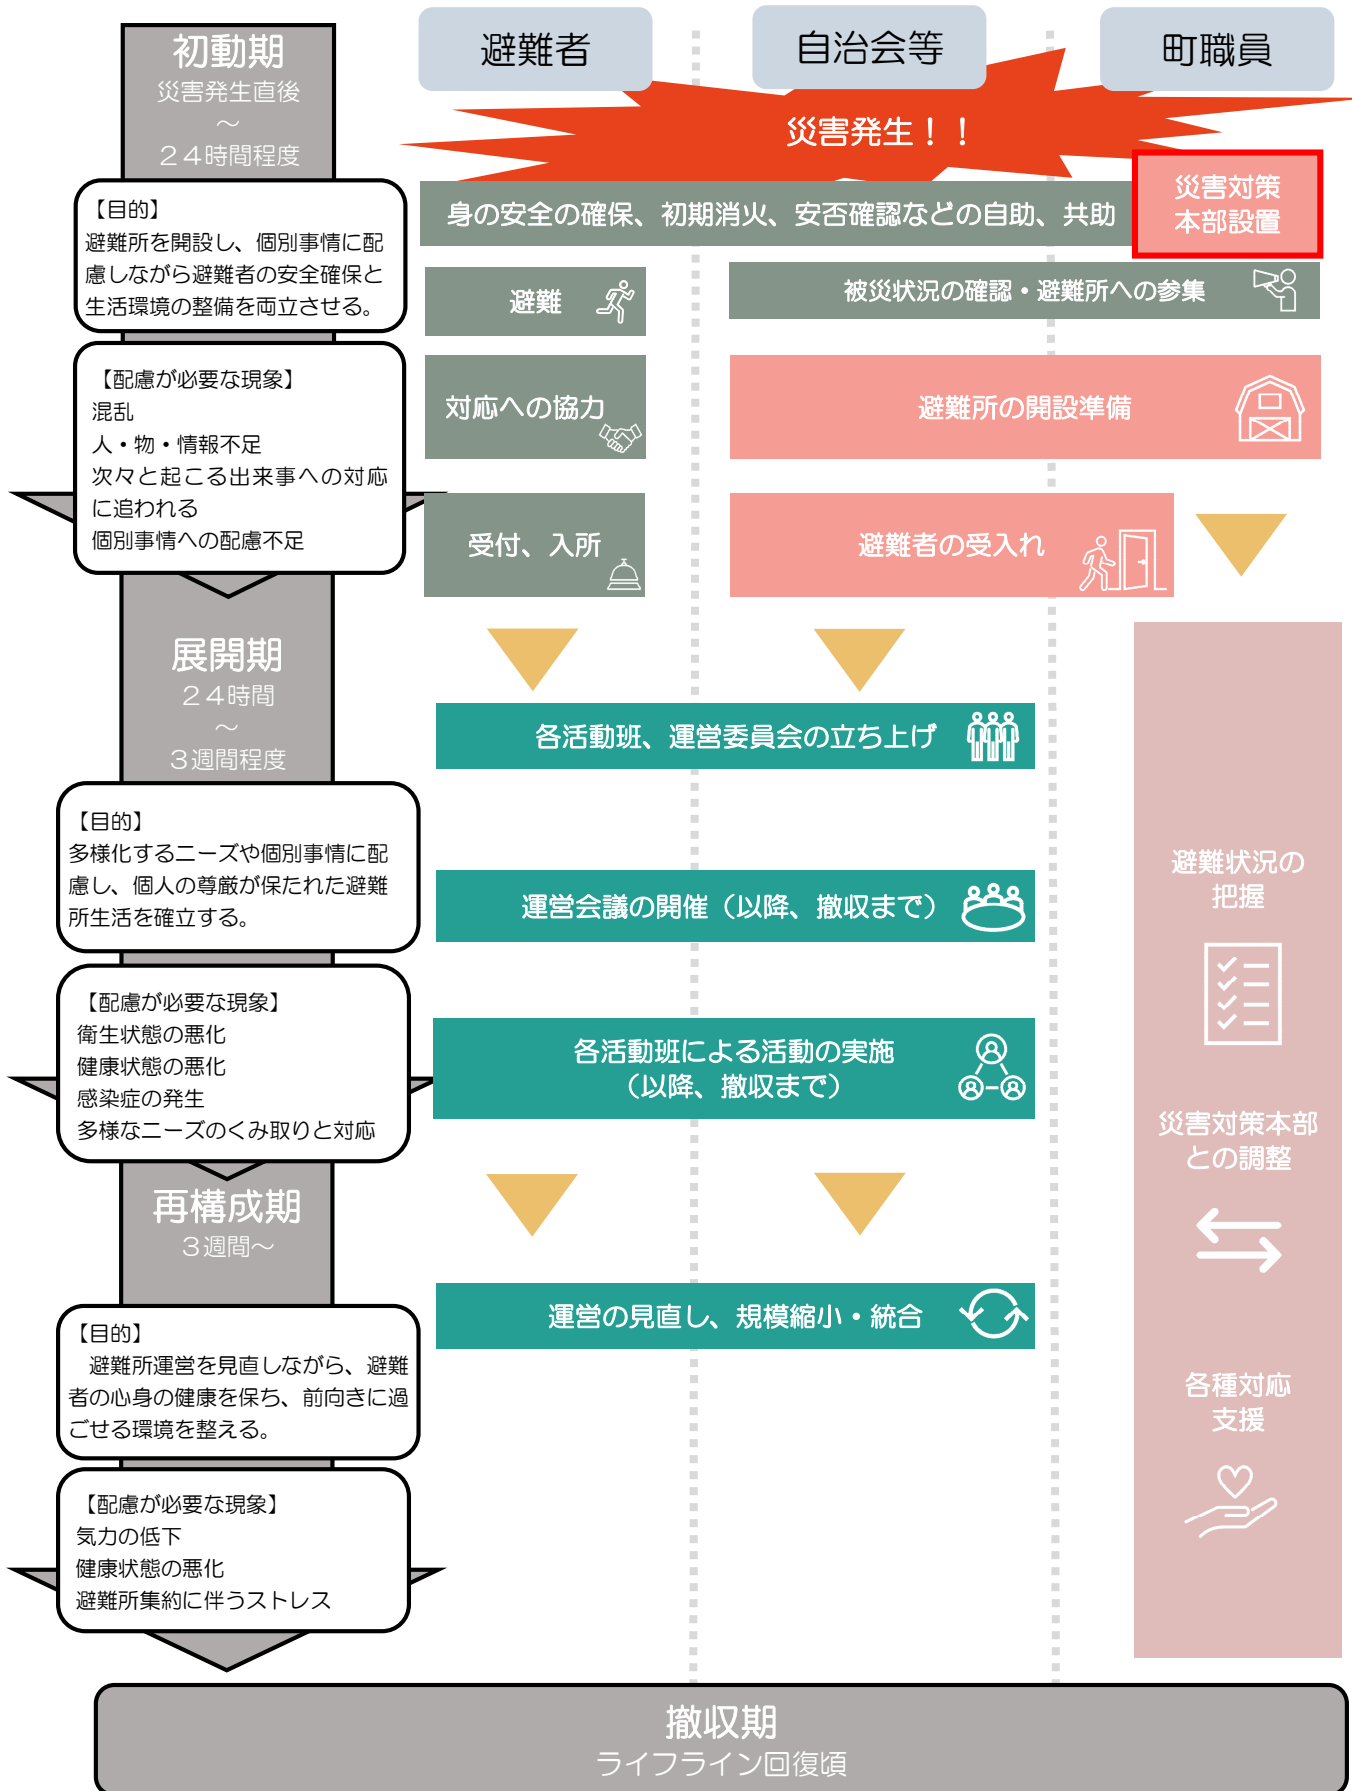 避難者
自治会等
町職員
初動期
災害発生直後
～
２４時間程度
災害発生！！
【目的】
避難所を開設し、個別事情に配
慮しながら避難者の安全確保と
生活環境の整備を両立させる。
身の安全の確保、初期消火、安否確認などの自助、共助
災害対策
本部設置
避難
被災状況の確認・避難所への参集
【配慮が必要な現象】
混乱
人・物・情報不足
次々と起こる出来事への対応
に追われる
個別事情への配慮不足
対応への協力
避難所の開設準備
受付、入所
避難者の受入れ
展開期
２４時間
～
３週間程度
各活動班、運営委員会の立ち上げ
【目的】
多様化するニーズや個別事情に配
慮し、個人の尊厳が保たれた避難
所生活を確立する。
運営会議の開催（以降、撤収まで）
避難状況の
把握
【配慮が必要な現象】
衛生状態の悪化
健康状態の悪化
感染症の発生
多様なニーズのくみ取りと対応
各活動班による活動の実施
（以降、撤収まで）
災害対策本部
との調整
再構成期
３週間～
運営の見直し、規模縮小・統合
【目的】
　避難所運営を見直しながら、避難
者の心身の健康を保ち、前向きに過
ごせる環境を整える。
各種対応
支援
【配慮が必要な現象】
気力の低下
健康状態の悪化
避難所集約に伴うストレス
撤収期
ライフライン回復頃